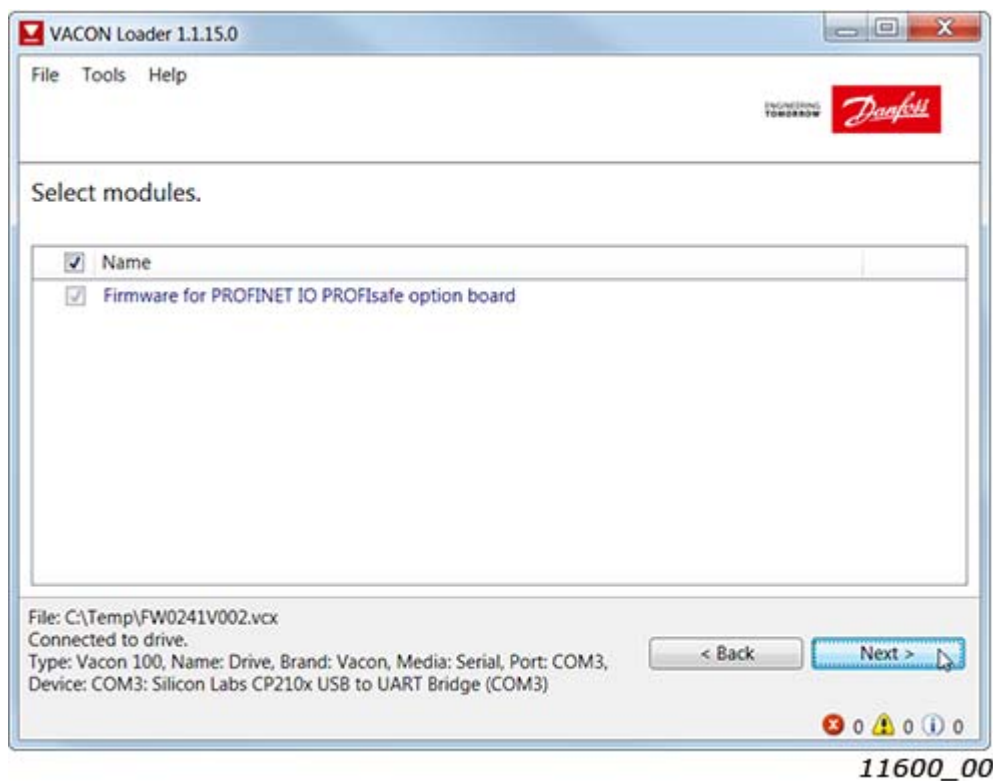 VACON Loader 1.1.15.0
File Tools Help
ENGINEERING
TOMORROW
Danfoss
Select modules.
Name
Firmware for PROFINET IO PROFIsafe option board
File: C:\Temp\FW0241V002.vcx
Connected to drive.
Type: Vacon 100, Name: Drive, Brand: Vacon, Media: Serial, Port: COM3,
Device: COM3: Silicon Labs CP210x USB to UART Bridge (COM3)
< Back Next >
0 0 0
11600_00